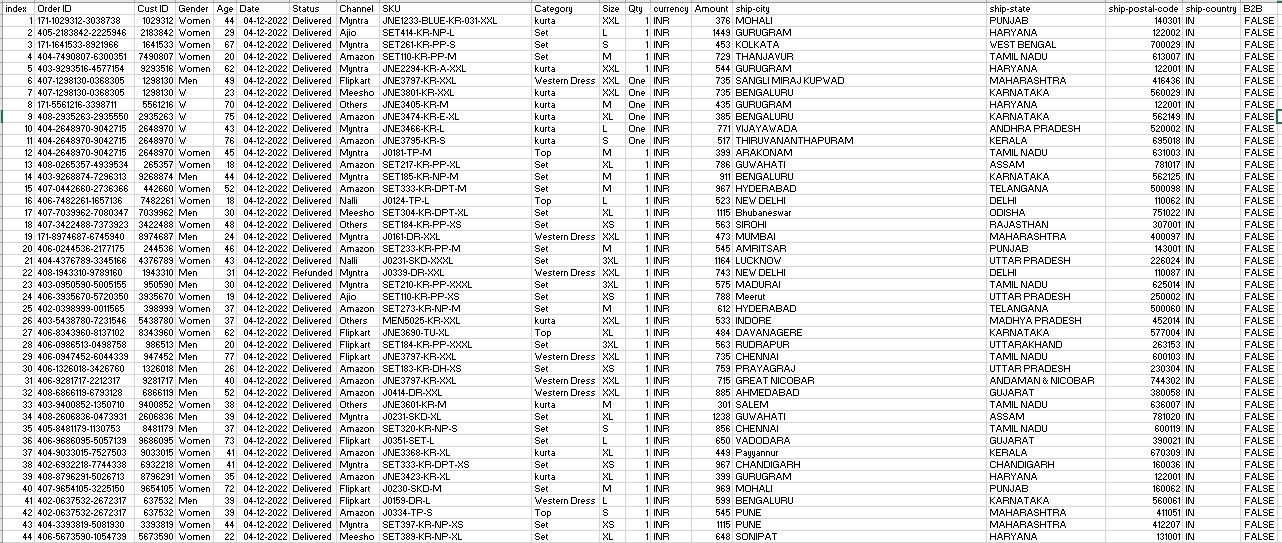 index Order ID Cust ID Gender Age Date Status Channel SKU Category Size Qty currency Amount ship-city ship-state ship-postal-code ship-country B2B
1 171-1029312-3038738 1029312 Women 44 04-12-2022 Delivered Myntra JNE1233-BLUE-KR-031-XXL kurta XXL 1 INR 376 MOHALI PUNJAB 140301 IN FALSE
2 405-2183842-2225946 2183842 Women 29 04-12-2022 Delivered Ajio SET414-KR-NP-L Set L 1 INR 1449 GURUGRAM HARYANA 122002 IN FALSE
3 171-1641533-8921966 1641533 Women 67 04-12-2022 Delivered Myntra SET261-KR-PP-S Set S 1 INR 453 KOLKATA WEST BENGAL 700029 IN FALSE
4 404-7490807-6300351 7490807 Women 20 04-12-2022 Delivered Amazon SET110-KR-PP-M Set M 1 INR 729 THANJAVUR TAMIL NADU 613007 IN FALSE
5 403-9293516-4577154 9293516 Women 62 04-12-2022 Delivered Myntra JNE2294-KR-A-XXL kurta XXL 1 INR 544 GURUGRAM HARYANA 122001 IN FALSE
6 407-1298130-0368305 1298130 Men 49 04-12-2022 Delivered Flipkart JNE3797-KR-XXL Western Dress XXL One INR 735 SANGLI MIRAJ KUPWAD MAHARASHTRA 416436 IN FALSE
7 407-1298130-0368305 1298130 W 23 04-12-2022 Delivered Meesho JNE3801-KR-XXL kurta XXL One INR 735 BENGALURU KARNATAKA 560029 IN FALSE
8 171-5561216-3398711 5561216 W 70 04-12-2022 Delivered Others JNE3405-KR-M kurta M One INR 435 GURUGRAM HARYANA 122001 IN FALSE
9 408-2935263-2935550 2935263 W 75 04-12-2022 Delivered Amazon JNE3474-KR-E-XL kurta XL One INR 385 BENGALURU KARNATAKA 562149 IN FALSE
10 404-2648970-9042715 2648970 W 43 04-12-2022 Delivered Myntra JNE3466-KR-L kurta L One INR 771 VIJAYAWADA ANDHRA PRADESH 520002 IN FALSE
11 404-2648970-9042715 2648970 W 76 04-12-2022 Delivered Amazon JNE3795-KR-S kurta S One INR 517 THIRUVANANTHAPURAM KERALA 695018 IN FALSE
12 404-2648970-9042715 2648970 Women 45 04-12-2022 Delivered Myntra J0181-TP-M Top M 1 INR 399 ARAKONAM TAMIL NADU 631003 IN FALSE
13 408-0265357-4939534 265357 Women 18 04-12-2022 Delivered Amazon SET217-KR-PP-XL Set XL 1 INR 786 GUWAHATI ASSAM 781017 IN FALSE
14 403-9268874-7296313 9268874 Men 44 04-12-2022 Delivered Myntra SET185-KR-NP-M Set M 1 INR 911 BENGALURU KARNATAKA 562125 IN FALSE
15 407-0442660-2736366 442660 Women 52 04-12-2022 Delivered Amazon SET333-KR-DPT-M Set M 1 INR 967 HYDERABAD TELANGANA 500098 IN FALSE
16 406-7482261-1657136 7482261 Women 18 04-12-2022 Delivered Nalli J0124-TP-L Top L 1 INR 523 NEW DELHI DELHI 110062 IN FALSE
17 407-7039962-7080347 7039962 Men 30 04-12-2022 Delivered Meesho SET304-KR-DPT-XL Set XL 1 INR 1115 Bhubaneswar ODISHA 751022 IN FALSE
18 407-3422488-7373923 3422488 Women 48 04-12-2022 Delivered Others SET184-KR-PP-XS Set XS 1 INR 563 SIROHI RAJASTHAN 307001 IN FALSE
19 171-8974687-6745940 8974687 Men 24 04-12-2022 Delivered Myntra J0161-DR-XXL Western Dress XXL 1 INR 473 MUMBAI MAHARASHTRA 400097 IN FALSE
20 406-0244536-2177175 244536 Women 46 04-12-2022 Delivered Amazon SET233-KR-PP-M Set M 1 INR 545 AMRITSAR PUNJAB 143001 IN FALSE
21 404-4376789-3345166 4376789 Women 43 04-12-2022 Delivered Nalli J0231-SKD-XXXL Set 3XL 1 INR 1164 LUCKNOW UTTAR PRADESH 226024 IN FALSE
22 408-1943310-9789160 1943310 Men 31 04-12-2022 Refunded Myntra J0339-DR-XXL Western Dress XXL 1 INR 743 NEW DELHI DELHI 110087 IN FALSE
23 403-0950590-5005155 950590 Men 30 04-12-2022 Delivered Myntra SET210-KR-PP-XXXL Set 3XL 1 INR 575 MADURAI TAMIL NADU 625014 IN FALSE
24 406-3935670-5720350 3935670 Women 19 04-12-2022 Delivered Ajio SET110-KR-PP-XS Set XS 1 INR 788 Meerut UTTAR PRADESH 250002 IN FALSE
25 402-0398999-0011565 398999 Women 37 04-12-2022 Delivered Amazon SET273-KR-NP-M Set M 1 INR 612 HYDERABAD TELANGANA 500060 IN FALSE
26 403-5438780-7231546 5438780 Women 37 04-12-2022 Delivered Others MEN5025-KR-XXL kurta XXL 1 INR 533 INDORE MADHYA PRADESH 452014 IN FALSE
27 406-8343960-8137102 8343960 Women 62 04-12-2022 Delivered Flipkart JNE3690-TU-XL Top XL 1 INR 484 DAVANAGERE KARNATAKA 577004 IN FALSE
28 406-0986513-0498758 986513 Men 20 04-12-2022 Delivered Flipkart SET184-KR-PP-XXXL Set 3XL 1 INR 563 RUDRAPUR UTTARAKHAND 263153 IN FALSE
29 406-0947452-6044339 947452 Men 77 04-12-2022 Delivered Myntra JNE3797-KR-XXL Western Dress XXL 1 INR 735 CHENNAI TAMIL NADU 600103 IN FALSE
30 406-1326018-3426760 1326018 Men 26 04-12-2022 Delivered Amazon SET183-KR-DH-XS Set XS 1 INR 759 PRAYAGRAJ UTTAR PRADESH 230304 IN FALSE
31 406-9281717-2212317 9281717 Men 40 04-12-2022 Delivered Amazon JNE3797-KR-XXL Western Dress XXL 1 INR 715 GREAT NICOBAR ANDAMAN & NICOBAR 744302 IN FALSE
32 408-6866119-6793128 6866119 Men 52 04-12-2022 Delivered Amazon J0414-DR-XXL Western Dress XXL 1 INR 885 AHMEDABAD GUJARAT 380058 IN FALSE
33 403-9400852-1350710 9400852 Women 38 04-12-2022 Delivered Others JNE3601-KR-M kurta M 1 INR 301 SALEM TAMIL NADU 636007 IN FALSE
34 408-2606836-0473931 2606836 Men 39 04-12-2022 Delivered Myntra J0231-SKD-XL Set XL 1 INR 1238 GUWAHATI ASSAM 781020 IN FALSE
35 405-8481179-1130753 8481179 Men 37 04-12-2022 Delivered Amazon SET320-KR-NP-S Set S 1 INR 856 CHENNAI TAMIL NADU 600119 IN FALSE
36 406-9686095-5057139 9686095 Women 73 04-12-2022 Delivered Flipkart J0351-SET-L Set L 1 INR 650 VADODARA GUJARAT 390021 IN FALSE
37 404-9033015-7527503 9033015 Women 41 04-12-2022 Delivered Amazon JNE3368-KR-XL kurta XL 1 INR 449 Payyannur KERALA 670309 IN FALSE
38 402-6932218-7744338 6932218 Men 41 04-12-2022 Delivered Myntra SET333-KR-DPT-XS Set XS 1 INR 967 CHANDIGARH CHANDIGARH 160036 IN FALSE
39 408-8796291-5026713 8796291 Women 35 04-12-2022 Delivered Amazon JNE3423-KR-XL kurta XL 1 INR 399 GURUGRAM HARYANA 122001 IN FALSE
40 407-9654105-3225150 9654105 Women 72 04-12-2022 Delivered Flipkart J0230-SKD-M Set M 1 INR 969 MOHALI PUNJAB 160062 IN FALSE
41 402-0637532-2672317 637532 Men 39 04-12-2022 Delivered Flipkart J0159-DR-L Western Dress L 1 INR 599 BENGALURU KARNATAKA 560061 IN FALSE
42 402-0637532-2672317 637532 Men 39 04-12-2022 Delivered Amazon J0334-TP-S Top S 1 INR 545 PUNE MAHARASHTRA 411051 IN FALSE
43 404-3393819-5081930 3393819 Women 44 04-12-2022 Delivered Myntra SET397-KR-NP-XS Set XS 1 INR 1115 PUNE MAHARASHTRA 412207 IN FALSE
44 406-5673590-1054739 5673590 Women 22 04-12-2022 Delivered Meesho SET389-KR-NP-XL Set XL 1 INR 648 SONIPAT HARYANA 131001 IN FALSE